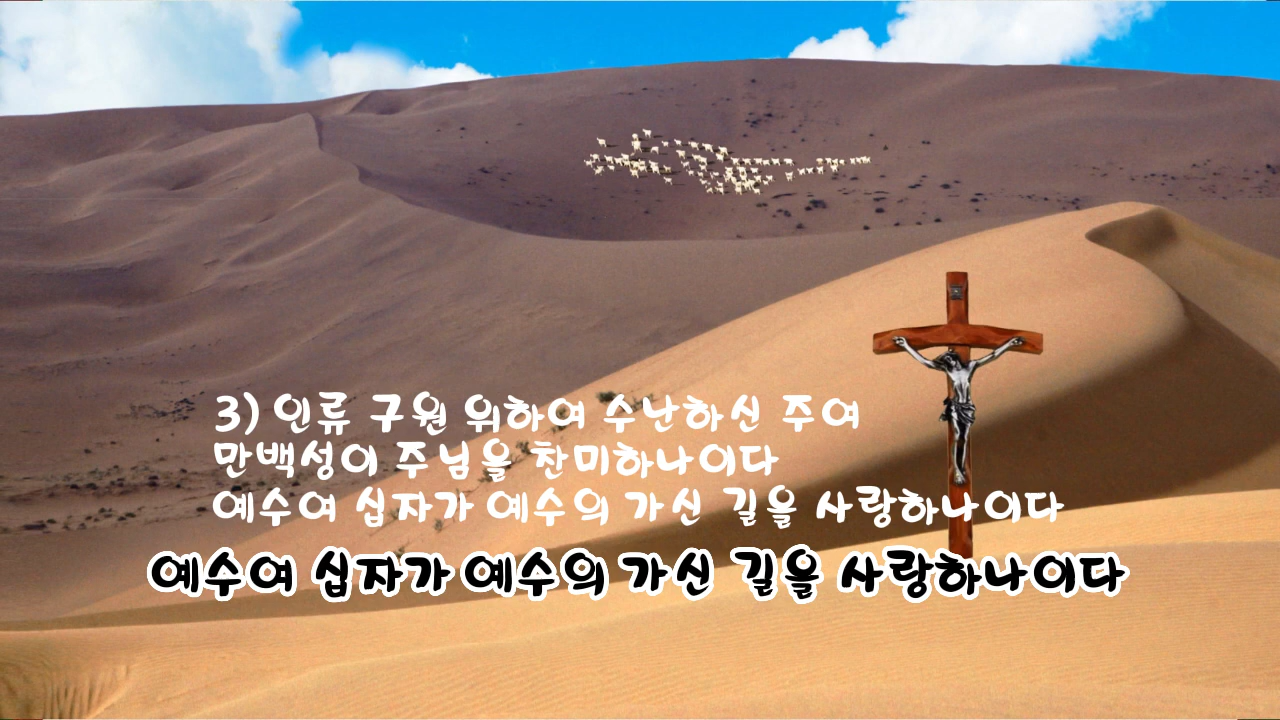 3) 인류 구원 위하여 수난하신 주여
만백성이 주님을 찬미하나이다
예수여 십자가 예수의 가신 길을 사랑하나이다
예수여 십자가 예수의 가신 길을 사랑하나이다